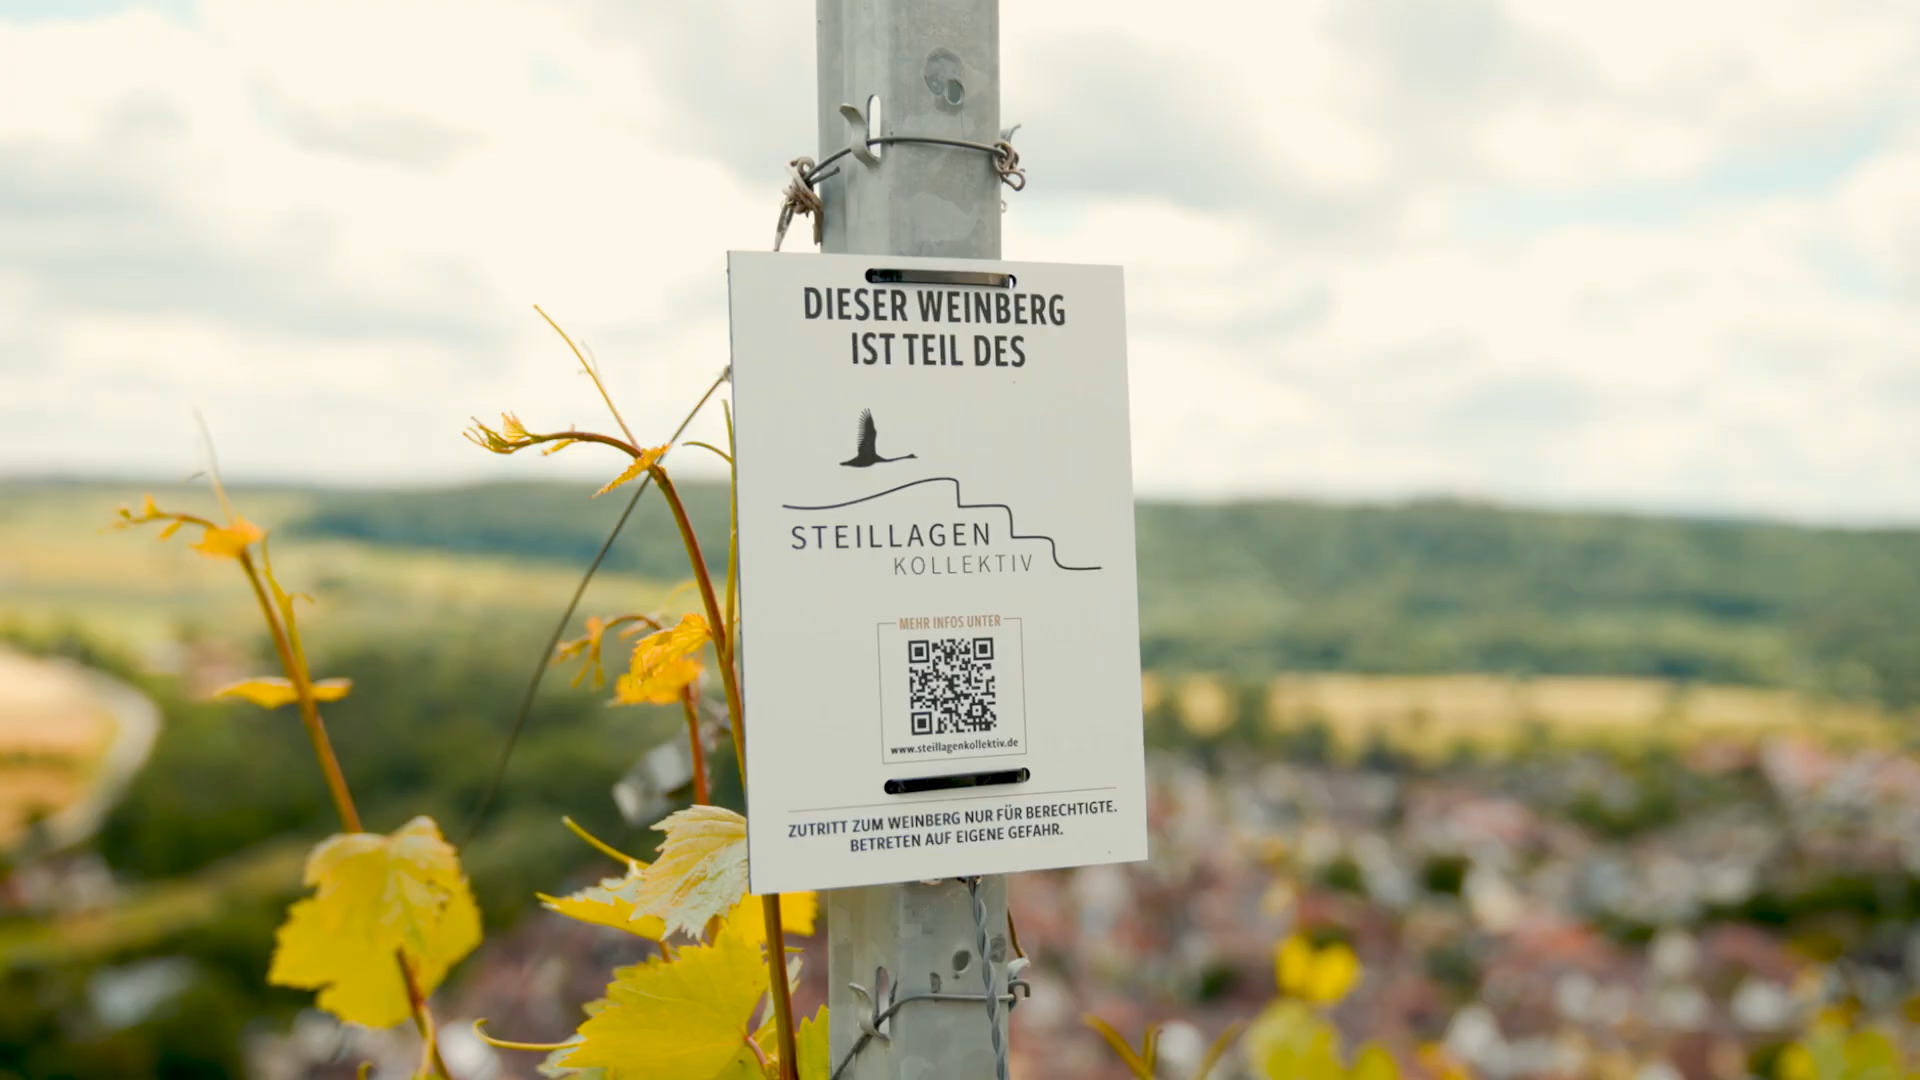 DIESER WEINBERG
IST TEIL DES
STEILLAGEN
KOLLEKTIV
MEHR INFOS UNTER
www.steillagenkollektiv.de
ZUTRITT ZUM WEINBERG NUR FÜR BERECHTIGTE.
BETRETEN AUF EIGENE GEFAHR.